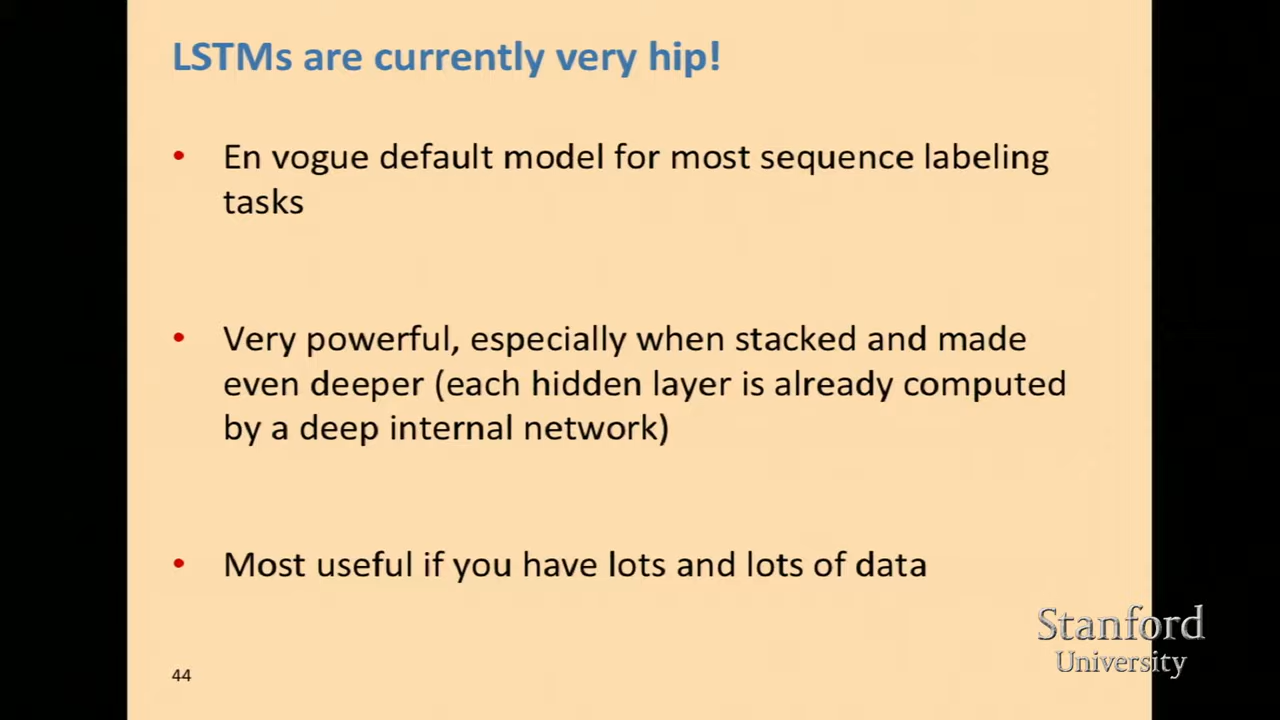 LSTMs are currently very hip!
• En vogue default model for most sequence labeling
tasks
• Very powerful, especially when stacked and made
even deeper (each hidden layer is already computed
by a deep internal network)
• Most useful if you have lots and lots of data
Stanford
University
44